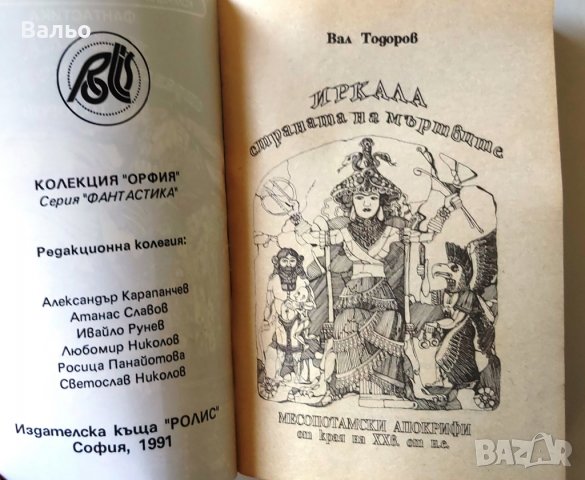 Вальо
КОЛЕКЦИЯ "ОРФИЯ"
Серия "ФАНТАСТИКА"
Редакционна колегия:
Александър Карапанчев
Атанас Славов
Ивайло Рунев
Любомир Николов
Росица Панайотова
Светослав Николов
Издателска къща "РОЛИС"
София, 1991
Вал Тодоров
ИРКАЛА
страната на мъртвите
МЕСОПОТАМСКИ АПОКРИФИ
от края на XXв. от н.е.
BAZAR